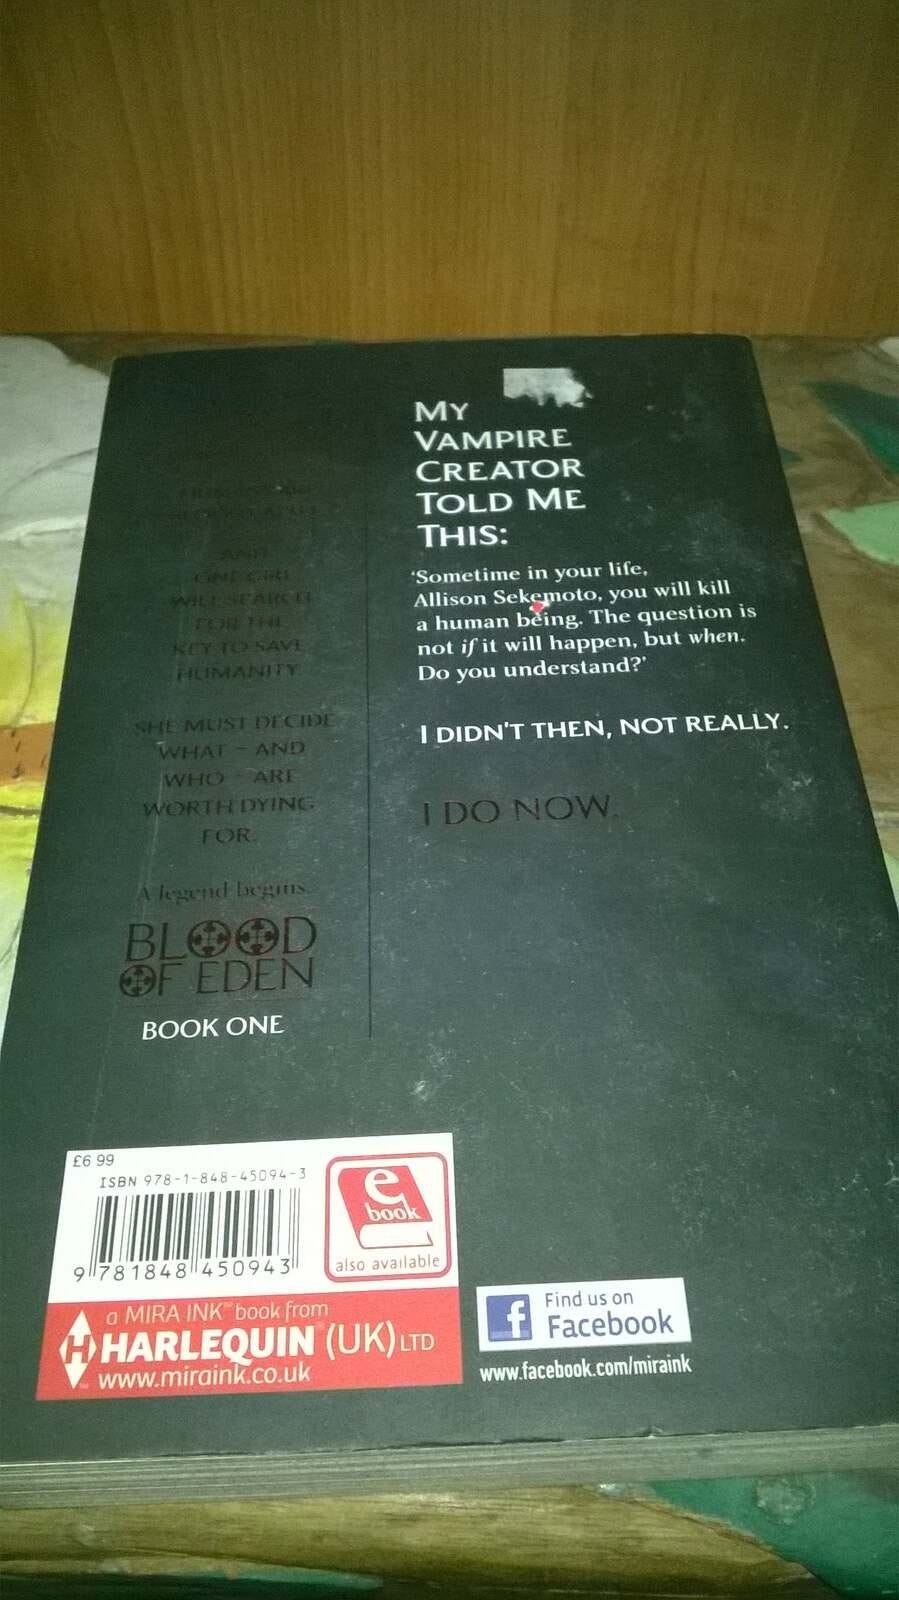 AND
ONE GIRL
WILL SEARCH
FOR THE
KEY TO SAVE
HUMANITY
SHE MUST DECIDE
WHAT – AND
WHO – ARE
WORTH DYING
FOR.
A legend begins.
BLOOD
OF EDEN
BOOK ONE
MY
VAMPIRE
CREATOR
TOLD ME
THIS:
‘Sometime in your life,
Allison Sekemoto, you will kill
a human being. The question is
not if it will happen, but when.
Do you understand?’
I DIDN'T THEN, NOT REALLY.
I DO NOW.
£6 99
ISBN 978-1-848-45094-3
9 781848 450943
e
book
also available
a MIRA INK™ book from
H HARLEQUIN® (UK) LTD
™ www.miraink.co.uk
f Find us on
Facebook
www.facebook.com/miraink